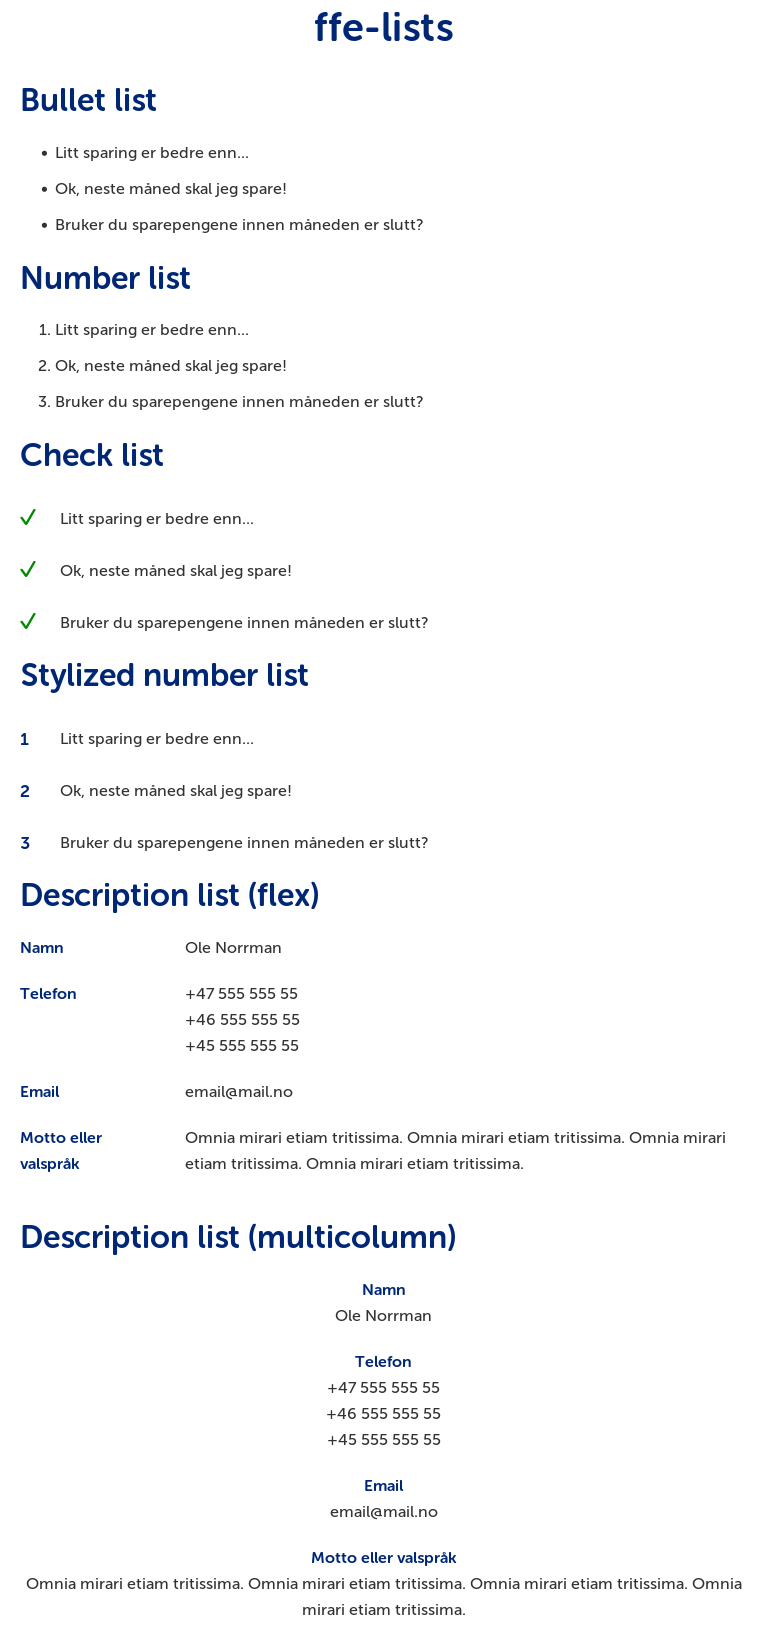 ffe-lists
Bullet list
• Litt sparing er bedre enn...
• Ok, neste måned skal jeg spare!
• Bruker du sparepengene innen måneden er slutt?
Number list
1. Litt sparing er bedre enn...
2. Ok, neste måned skal jeg spare!
3. Bruker du sparepengene innen måneden er slutt?
Check list
✓ Litt sparing er bedre enn...
✓ Ok, neste måned skal jeg spare!
✓ Bruker du sparepengene innen måneden er slutt?
Stylized number list
1 Litt sparing er bedre enn...
2 Ok, neste måned skal jeg spare!
3 Bruker du sparepengene innen måneden er slutt?
Description list (flex)
Namn Ole Norrman
Telefon +47 555 555 55
+46 555 555 55
+45 555 555 55
Email email@mail.no
Motto eller Omnia mirari etiam tritissima. Omnia mirari etiam tritissima. Omnia mirari
valspråk etiam tritissima. Omnia mirari etiam tritissima.
Description list (multicolumn)
Namn
Ole Norrman
Telefon
+47 555 555 55
+46 555 555 55
+45 555 555 55
Email
email@mail.no
Motto eller valspråk
Omnia mirari etiam tritissima. Omnia mirari etiam tritissima. Omnia mirari etiam tritissima. Omnia
mirari etiam tritissima.